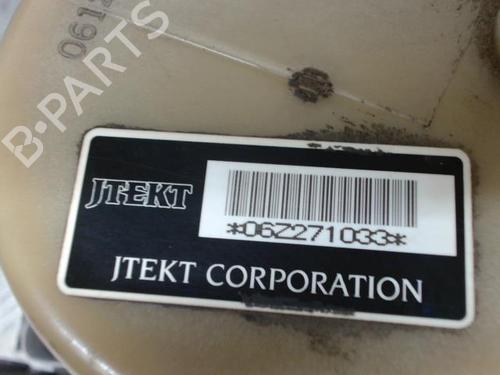 B-PARTS
JTEKT
*06Z271033*
JTEKT CORPORATION